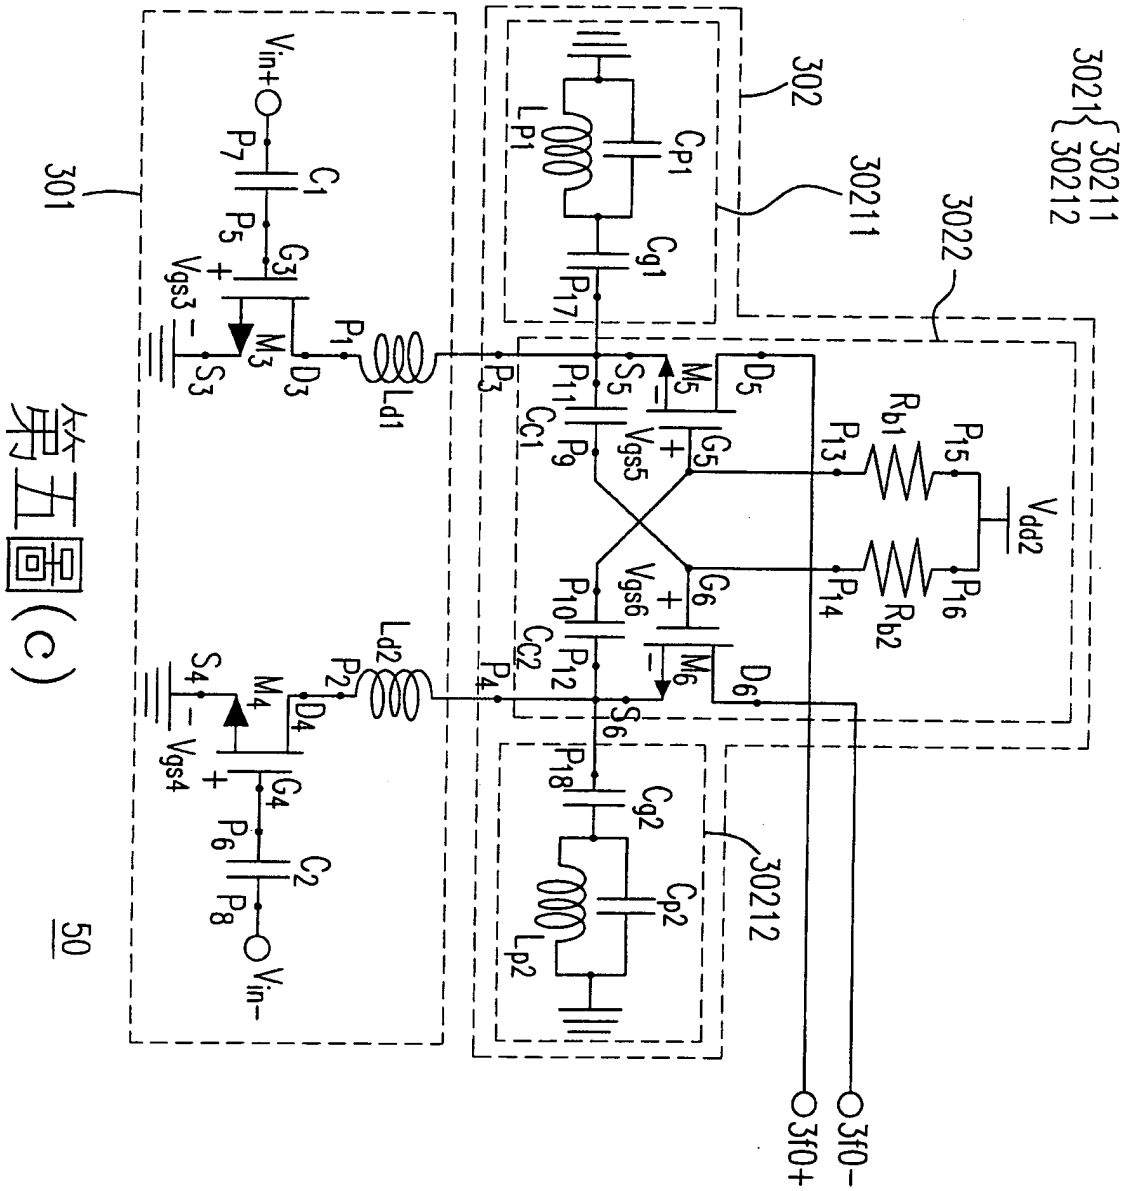 3021{30211
30212
302
30211
3022
Vdd2
P15
P16
Rb1
Rb2
P13
P14
3f0-
3f0+
Cp1
Lp1
Cg1
P17
D5
M5
S5
G5
+
-
Vgs5
G6
+
-
Vgs6
D6
M6
S6
P11
CC1
P9
P10
CC2
P12
P18
Cg2
Cp2
Lp2
30212
P3
P4
Ld1
Ld2
P1
P2
Vin+
P7
C1
P5
G3
+
Vgs3
-
M3
D3
S3
D4
M4
S4
-
Vgs4
+
G4
P6
C2
P8
Vin-
301
50
第五圖(c)